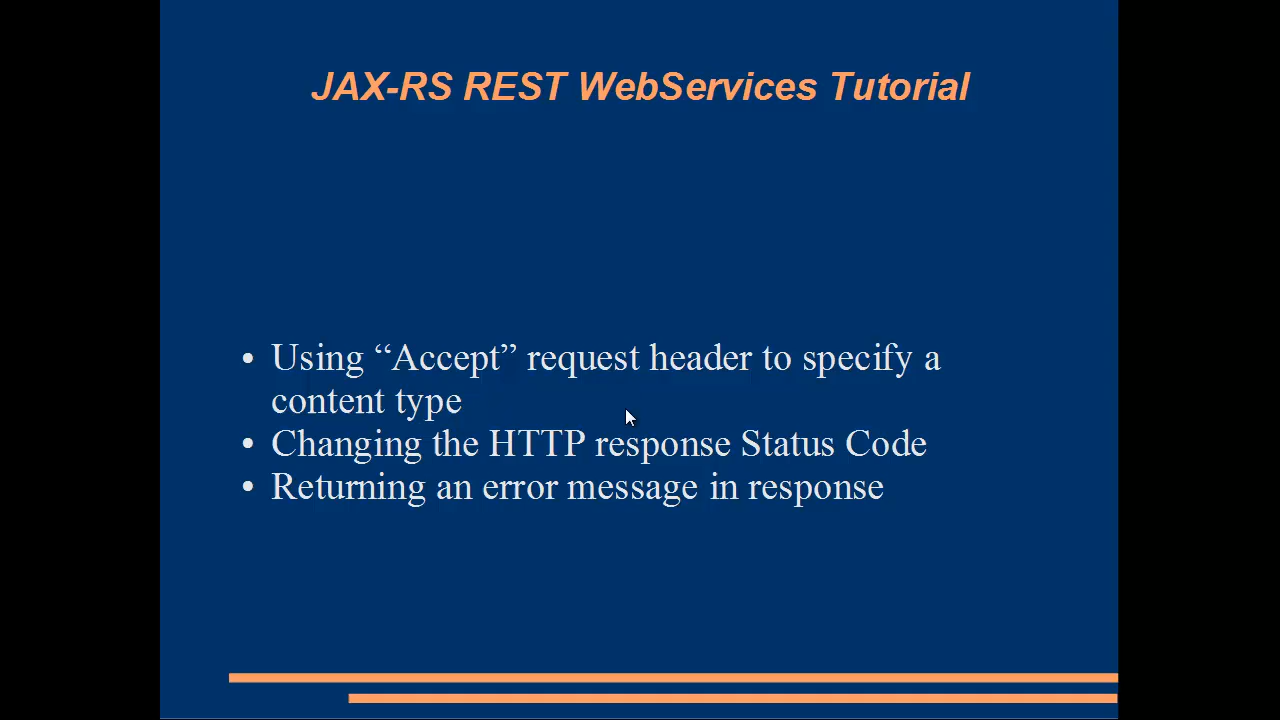 JAX-RS REST WebServices Tutorial
• Using “Accept” request header to specify a
content type
• Changing the HTTP response Status Code
• Returning an error message in response